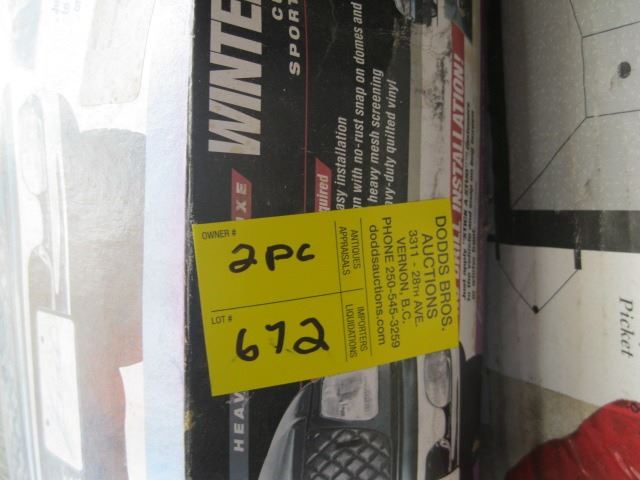 WINTE
SPORT
easy installation
n with no-rust snap on domes and
heavy mesh screening
vy-duty quilted vinyl
quired
UXE
HEAV
DRILL INSTALLATION!
OWNER #
2PC
LOT #
672
ANTIQUES
APPRAISALS
IMPORTERS
LIQUIDATIONS
DODDS BROS.
AUCTIONS
3311 - 28TH AVE.
VERNON, B.C.
PHONE 250-545-3259
doddsauctions.com
Picket